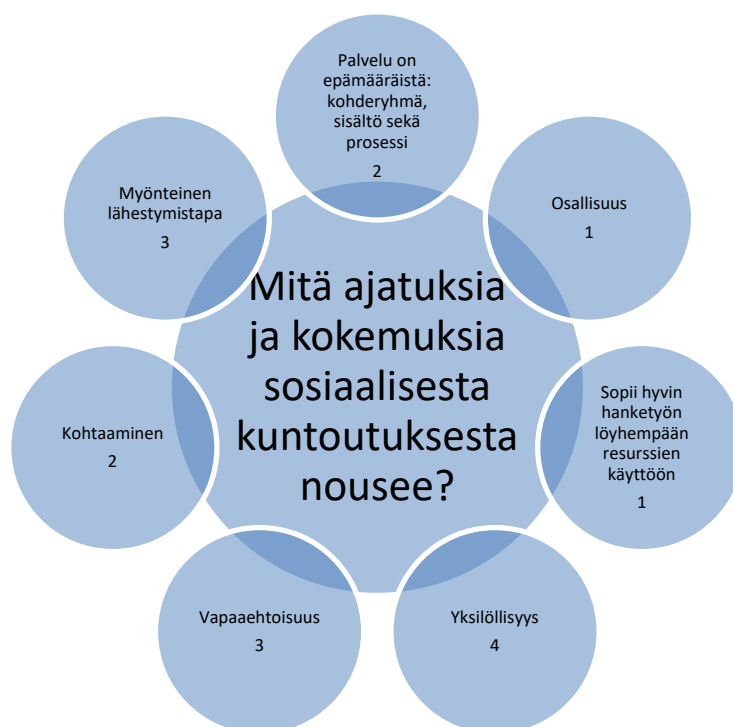 Palvelu on
epämääräistä:
kohderyhmä,
sisältö sekä
prosessi
2
Osallisuus
1
Sopii hyvin
hanketyön
löyhempään
resurssien
käyttöön
1
Yksilöllisyys
4
Vapaaehtoisuus
3
Kohtaaminen
2
Myönteinen
lähestymistapa
3
Mitä ajatuksia
ja kokemuksia
sosiaalisesta
kuntoutuksesta
nousee?